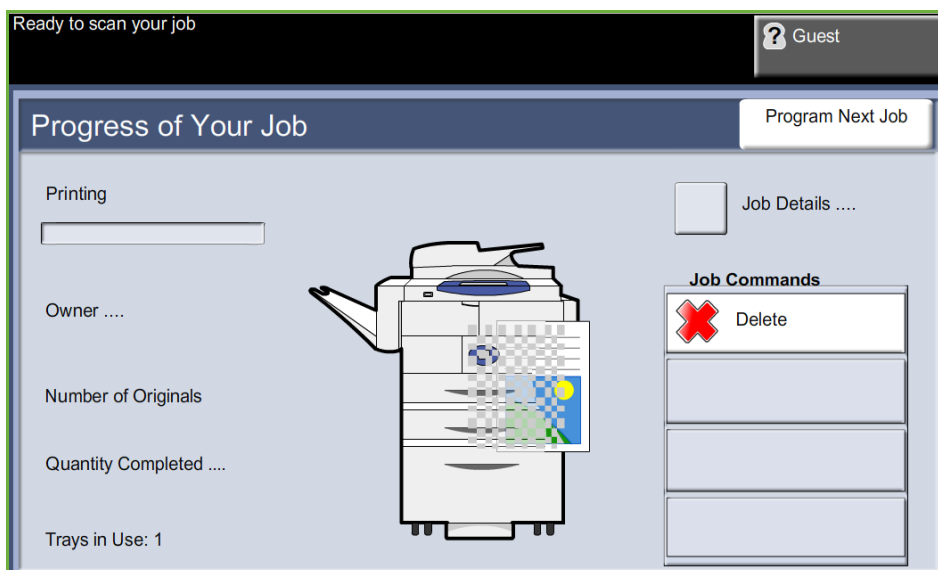 Ready to scan your job
? Guest
Progress of Your Job
Program Next Job
Printing
Job Details ....
Job Commands
Owner ....
Delete
Number of Originals
Quantity Completed ....
Trays in Use: 1